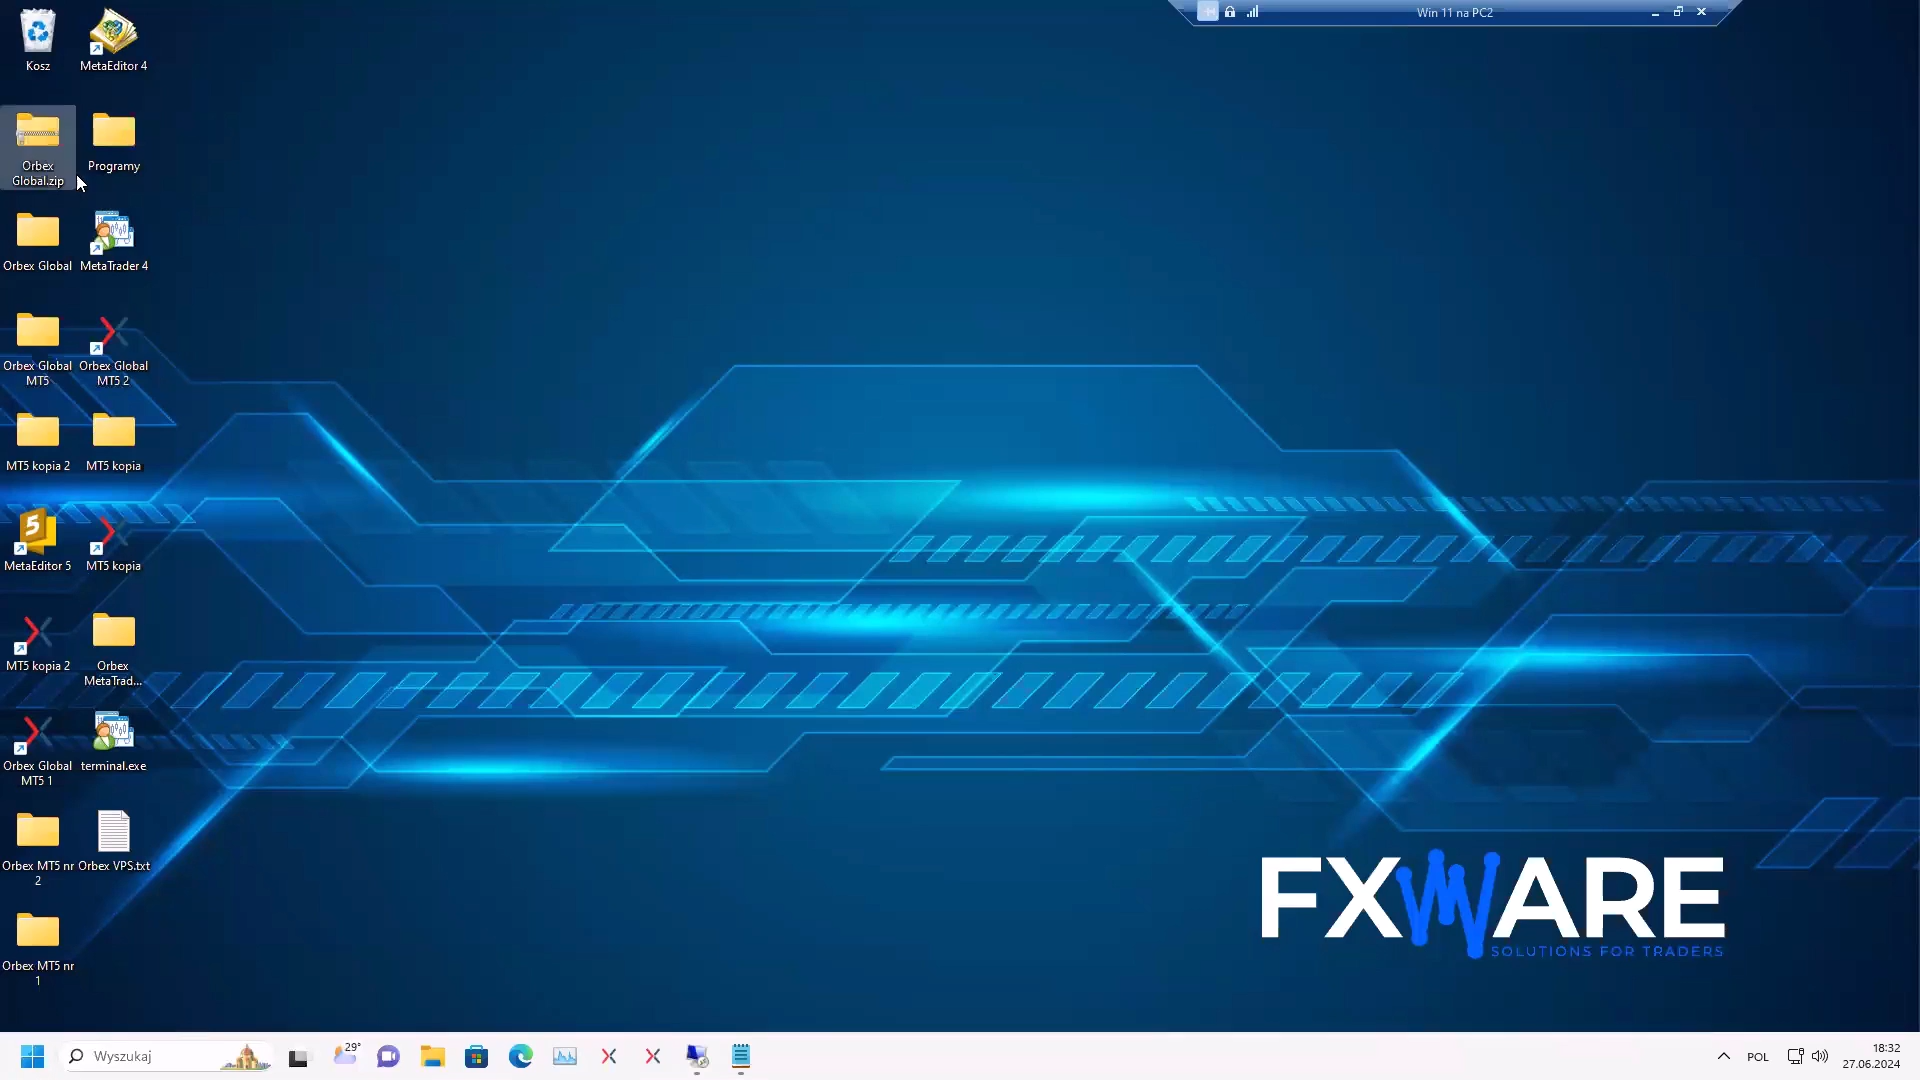 Win 11 na PC2
Kosz
MetaEditor 4
Orbex
Global.zip
Programy
Orbex Global
MetaTrader 4
Orbex Global
MT5
Orbex Global
MT5 2
MT5 kopia 2
MT5 kopia
5
MetaEditor 5
MT5 kopia
MT5 kopia 2
Orbex
MetaTrad...
Orbex Global
MT5 1
terminal.exe
Orbex MT5 nr
2
Orbex VPS.txt
Orbex MT5 nr
1
FXWARE
SOLUTIONS FOR TRADERS
Wyszukaj
29°
POL
18:32
27.06.2024